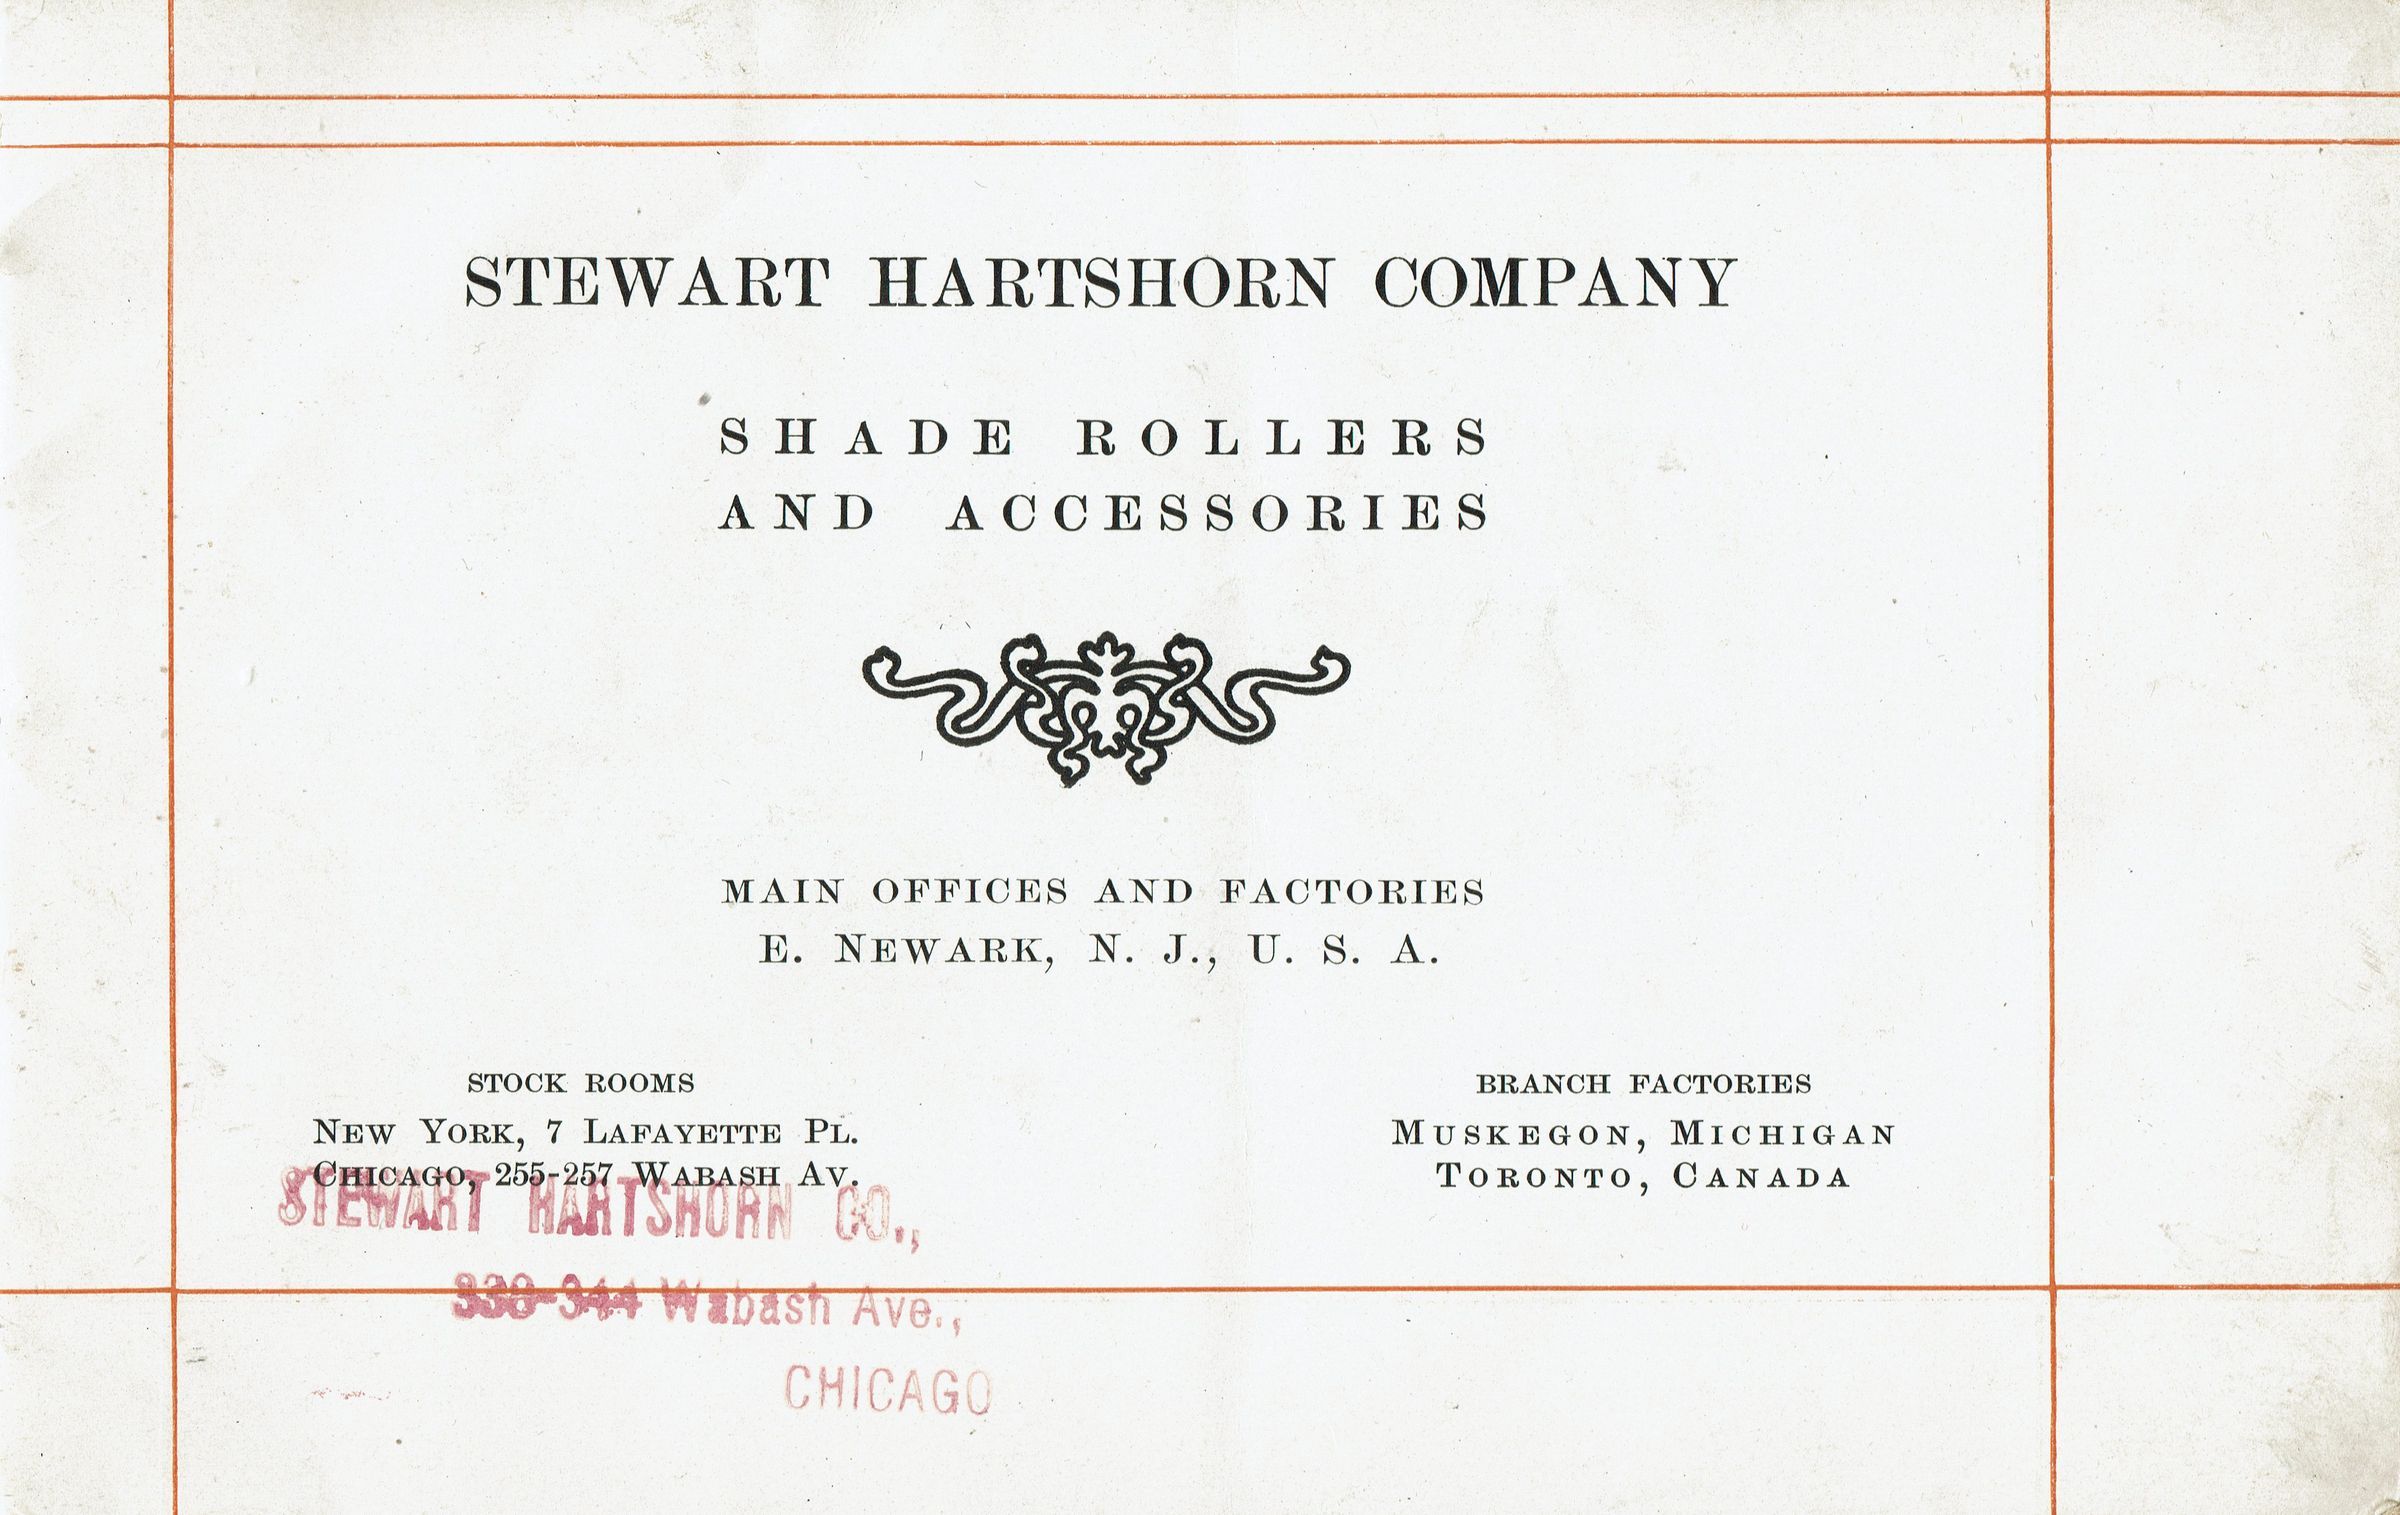 STEWART HARTSHORN COMPANY
SHADE ROLLERS
AND ACCESSORIES
MAIN OFFICES AND FACTORIES
E. NEWARK, N. J., U. S. A.
STOCK ROOMS
NEW YORK, 7 LAFAYETTE PL.
CHICAGO, 255-257 WABASH AV.
BRANCH FACTORIES
MUSKEGON, MICHIGAN
TORONTO, CANADA
STEWART HARTSHORN CO.,
338-344 Wabash Ave.,
CHICAGO